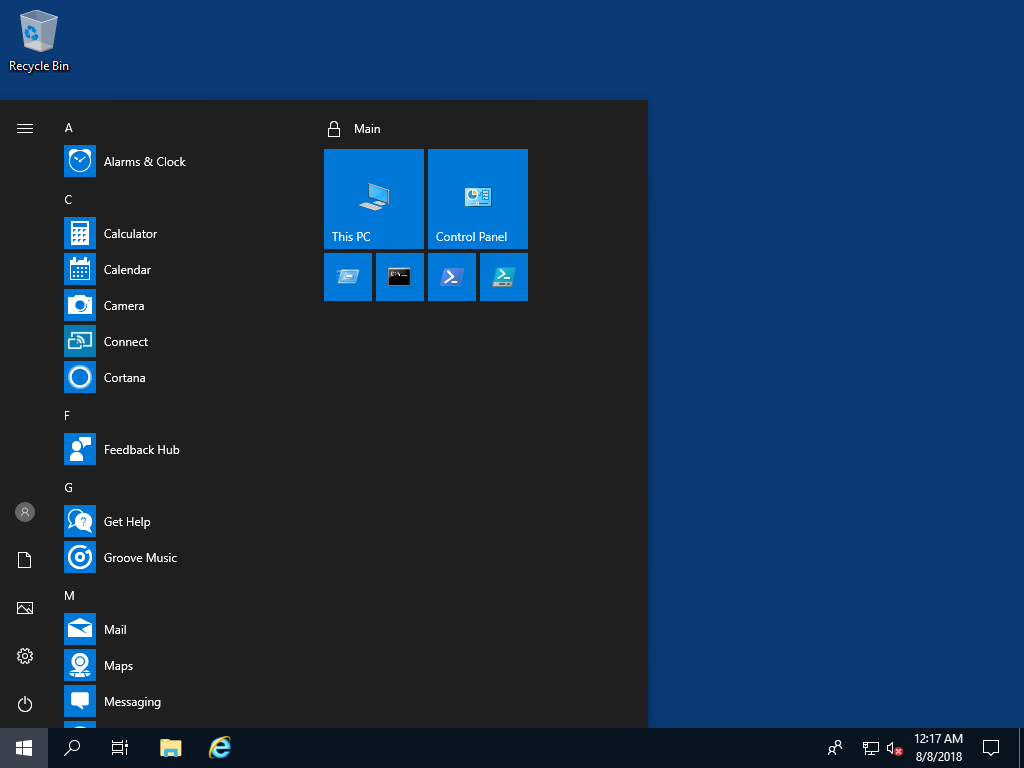 Recycle Bin
A
Alarms & Clock
C
Calculator
Calendar
Camera
Connect
Cortana
F
Feedback Hub
G
Get Help
Groove Music
M
Mail
Maps
Messaging
Main
This PC
Control Panel
12:17 AM
8/8/2018